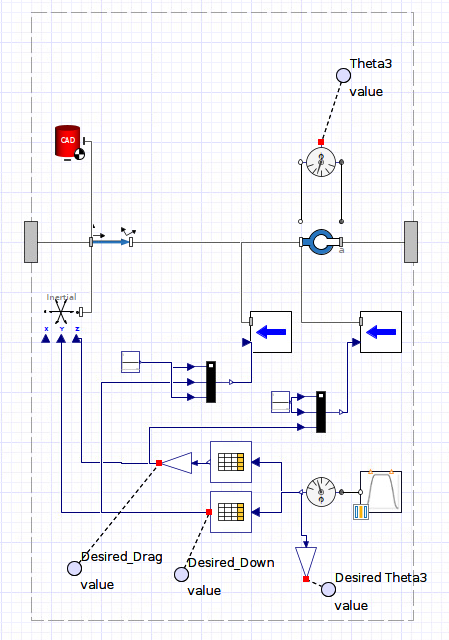 Theta3
value
CAD
a
Inertial
X Y Z
Desired_Drag
value
Desired_Down
value
Desired Theta3
value